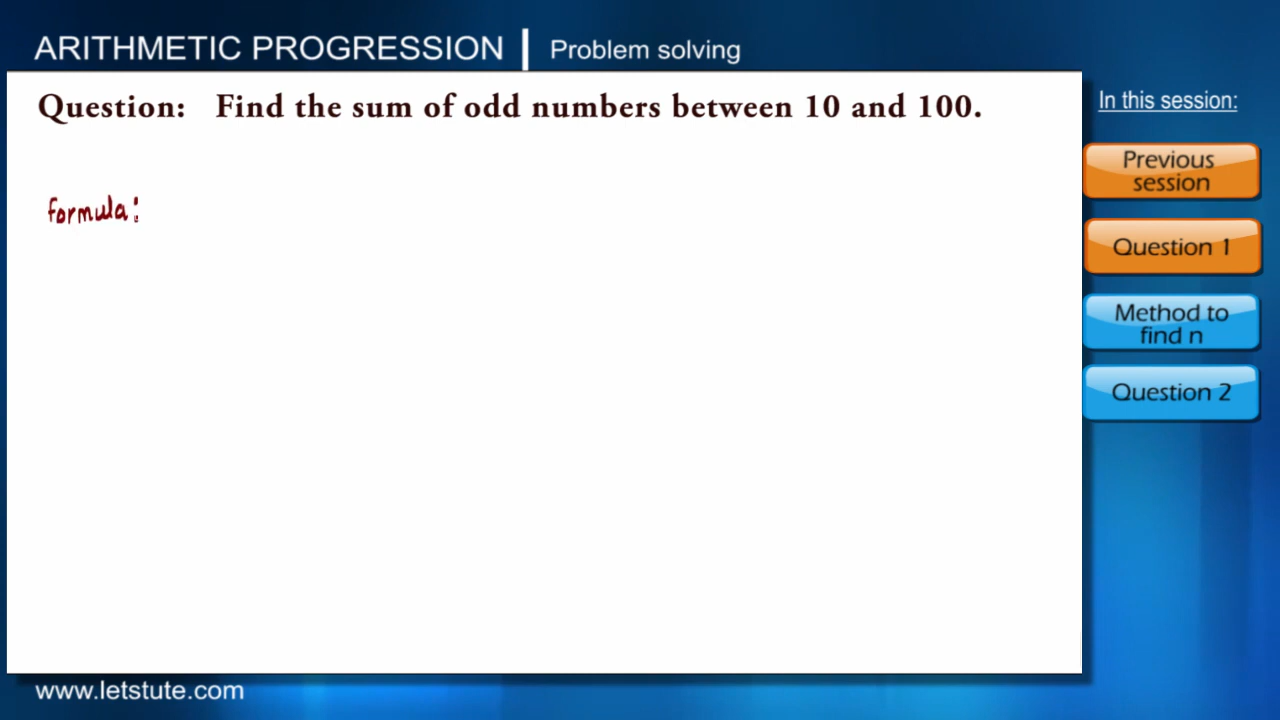 ARITHMETIC PROGRESSION | Problem solving
Question: Find the sum of odd numbers between 10 and 100.
formula:
In this session:
Previous
session
Question 1
Method to
find n
Question 2
www.letstute.com